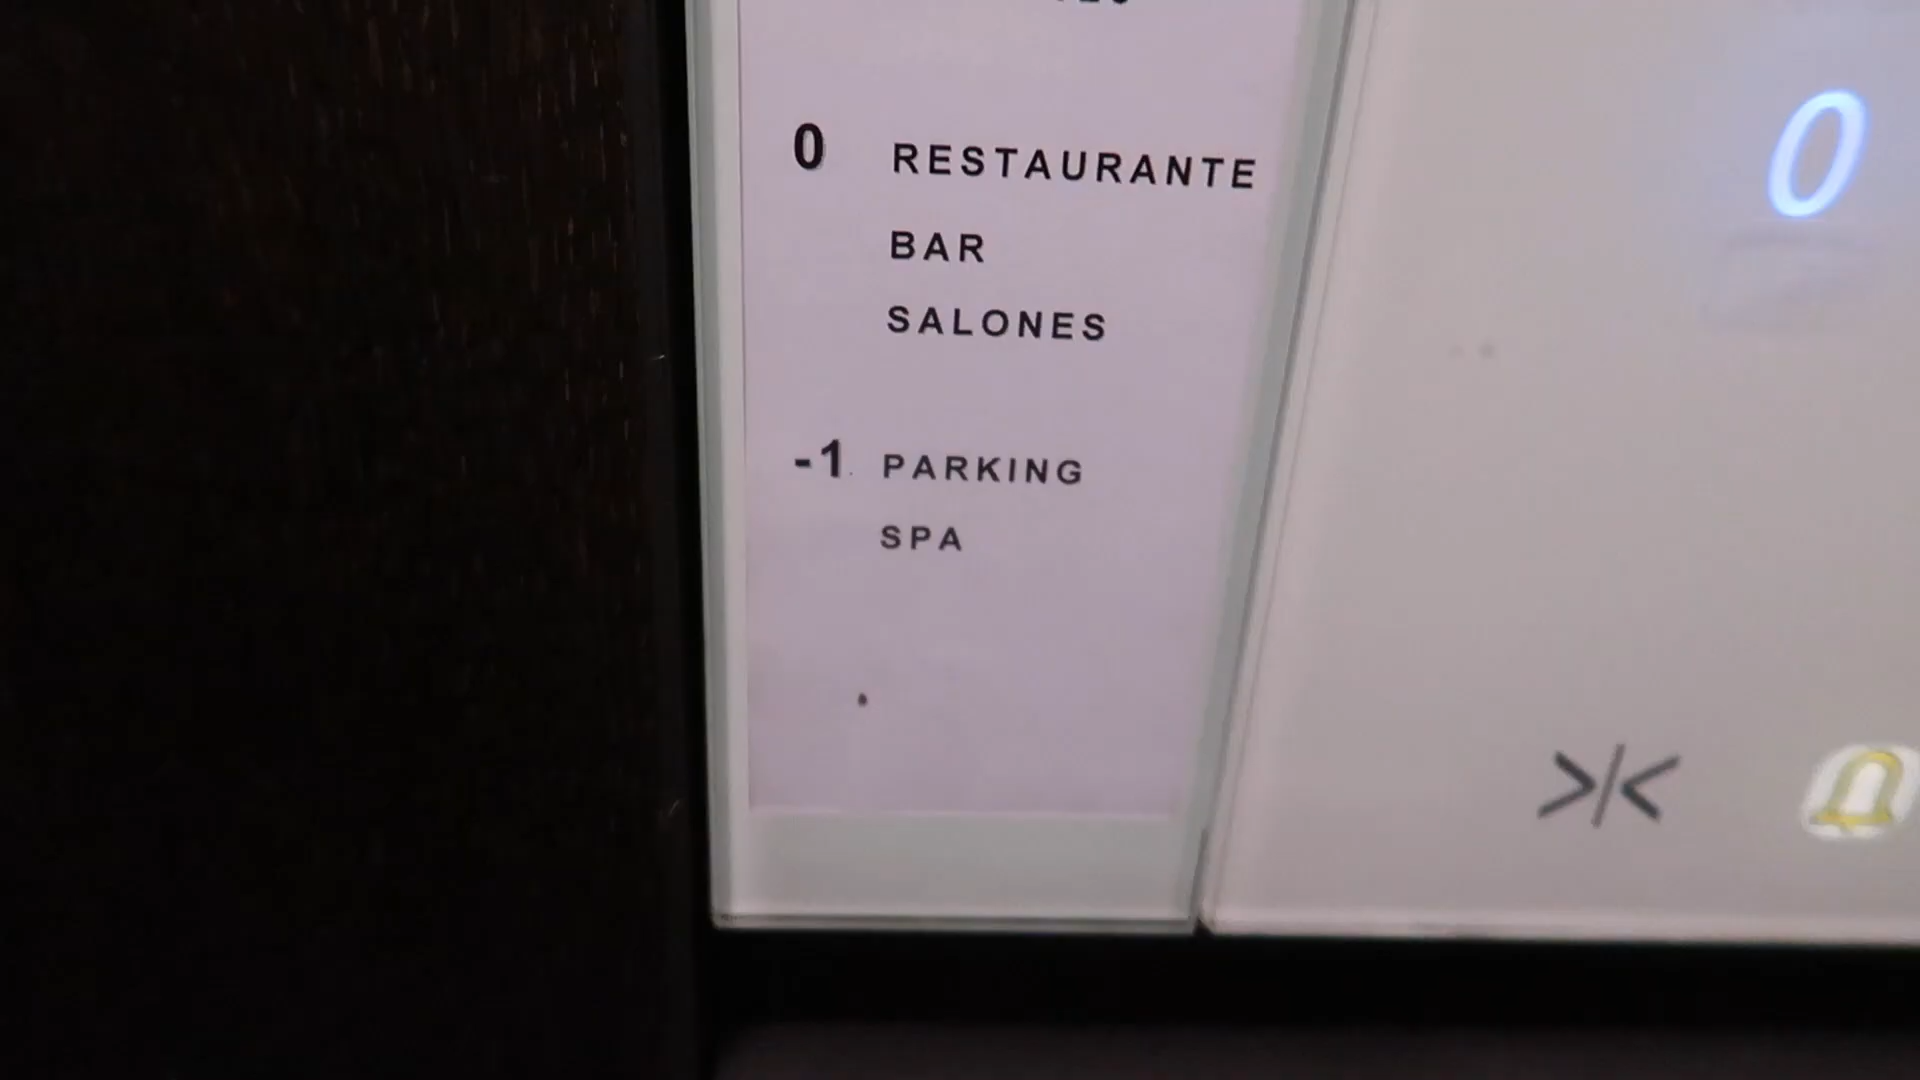 0 RESTAURANTE
BAR
SALONES
-1 PARKING
SPA
0
>|<